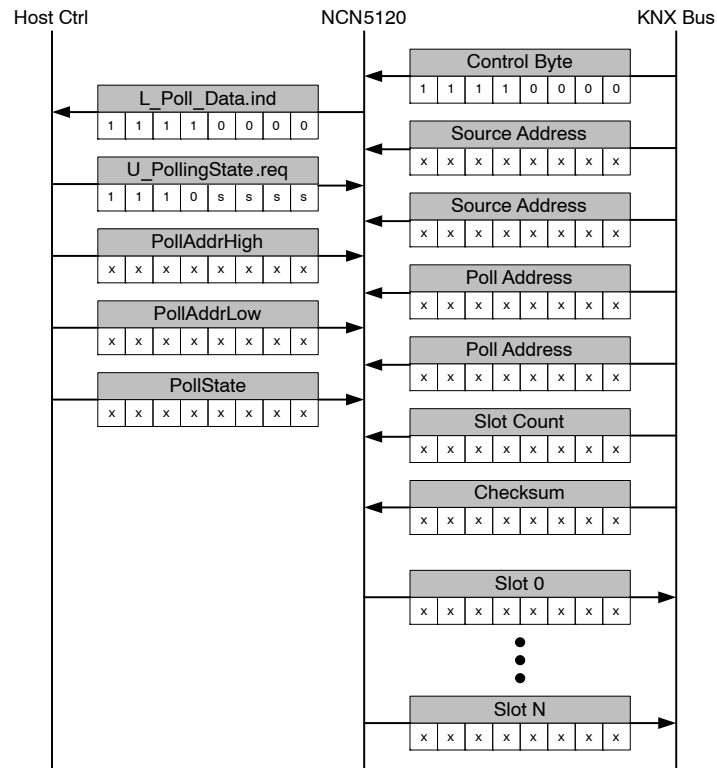 Host Ctrl NCN5120 KNX Bus
Control Byte
1 1 1 1 0 0 0 0
L_Poll_Data.ind
1 1 1 1 0 0 0 0
Source Address
x x x x x x x x
U_PollingState.req
1 1 1 0 s s s s
Source Address
x x x x x x x x
PollAddrHigh
x x x x x x x x
Poll Address
x x x x x x x x
PollAddrLow
x x x x x x x x
Poll Address
x x x x x x x x
PollState
x x x x x x x x
Slot Count
x x x x x x x x
Checksum
x x x x x x x x
Slot 0
x x x x x x x x
Slot N
x x x x x x x x